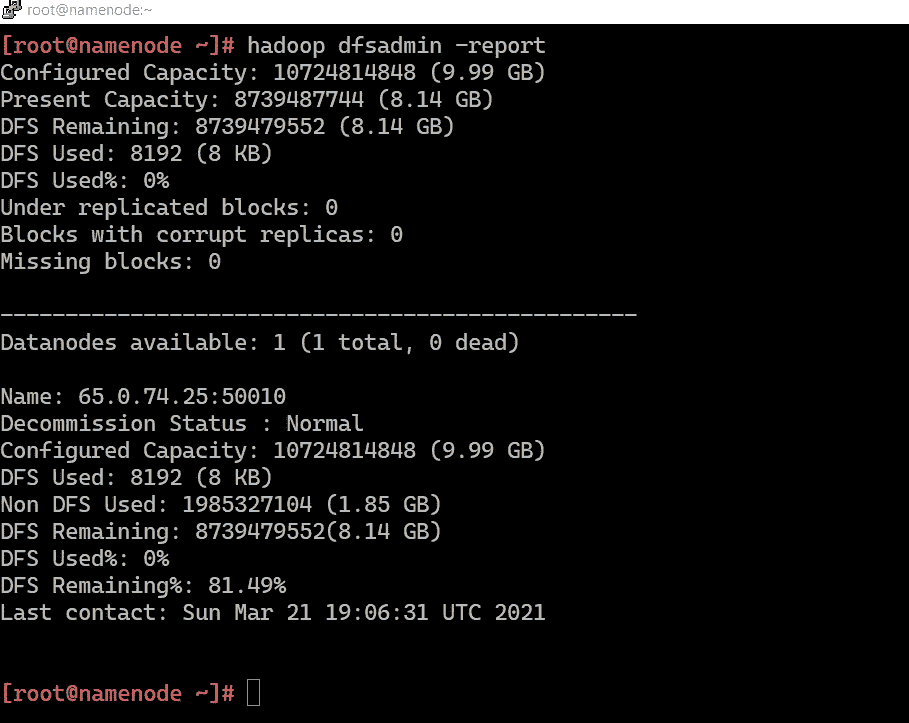 root@namenode:~
[root@namenode ~]# hadoop dfsadmin -report
Configured Capacity: 10724814848 (9.99 GB)
Present Capacity: 8739487744 (8.14 GB)
DFS Remaining: 8739479552 (8.14 GB)
DFS Used: 8192 (8 KB)
DFS Used%: 0%
Under replicated blocks: 0
Blocks with corrupt replicas: 0
Missing blocks: 0
-------------------------------------------------
Datanodes available: 1 (1 total, 0 dead)
Name: 65.0.74.25:50010
Decommission Status : Normal
Configured Capacity: 10724814848 (9.99 GB)
DFS Used: 8192 (8 KB)
Non DFS Used: 1985327104 (1.85 GB)
DFS Remaining: 8739479552(8.14 GB)
DFS Used%: 0%
DFS Remaining%: 81.49%
Last contact: Sun Mar 21 19:06:31 UTC 2021
[root@namenode ~]#